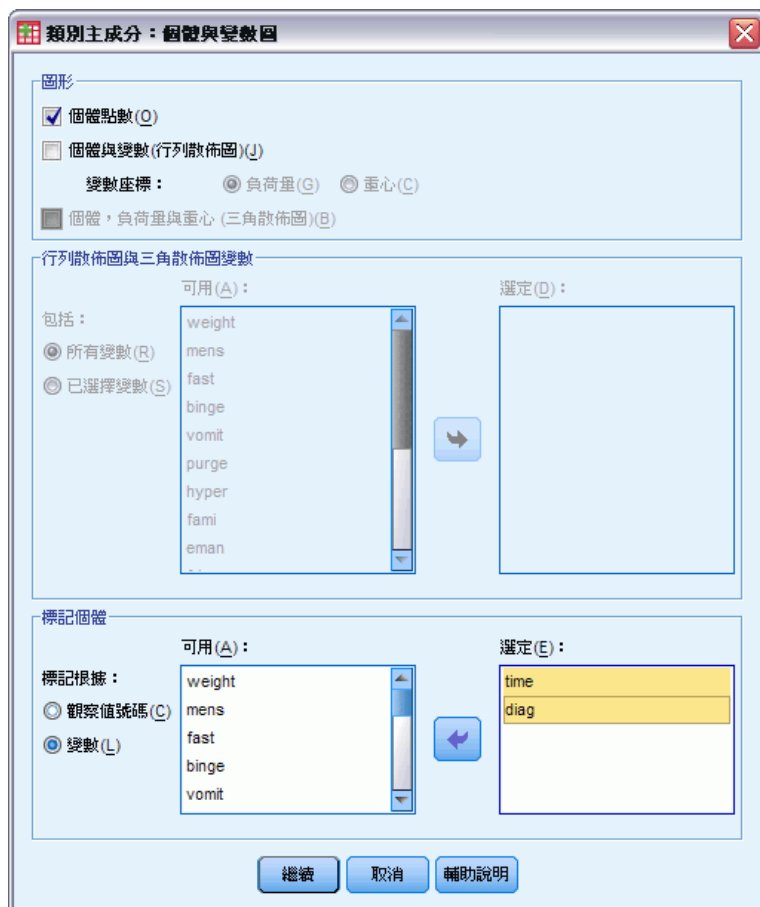 類別主成分：個體與變數圖
圖形
個體點數(O)
個體與變數(行列散佈圖)(J)
變數座標： 負荷量(G) 重心(C)
個體，負荷量與重心 (三角散佈圖)(B)
行列散佈圖與三角散佈圖變數
可用(A)： 選定(D)：
包括：
所有變數(R)
已選擇變數(S)
weight
mens
fast
binge
vomit
purge
hyper
fami
eman
標記個體
可用(A)： 選定(E)：
標記根據：
觀察值號碼(C)
變數(L)
weight
mens
fast
binge
vomit
time
diag
繼續 取消 輔助說明